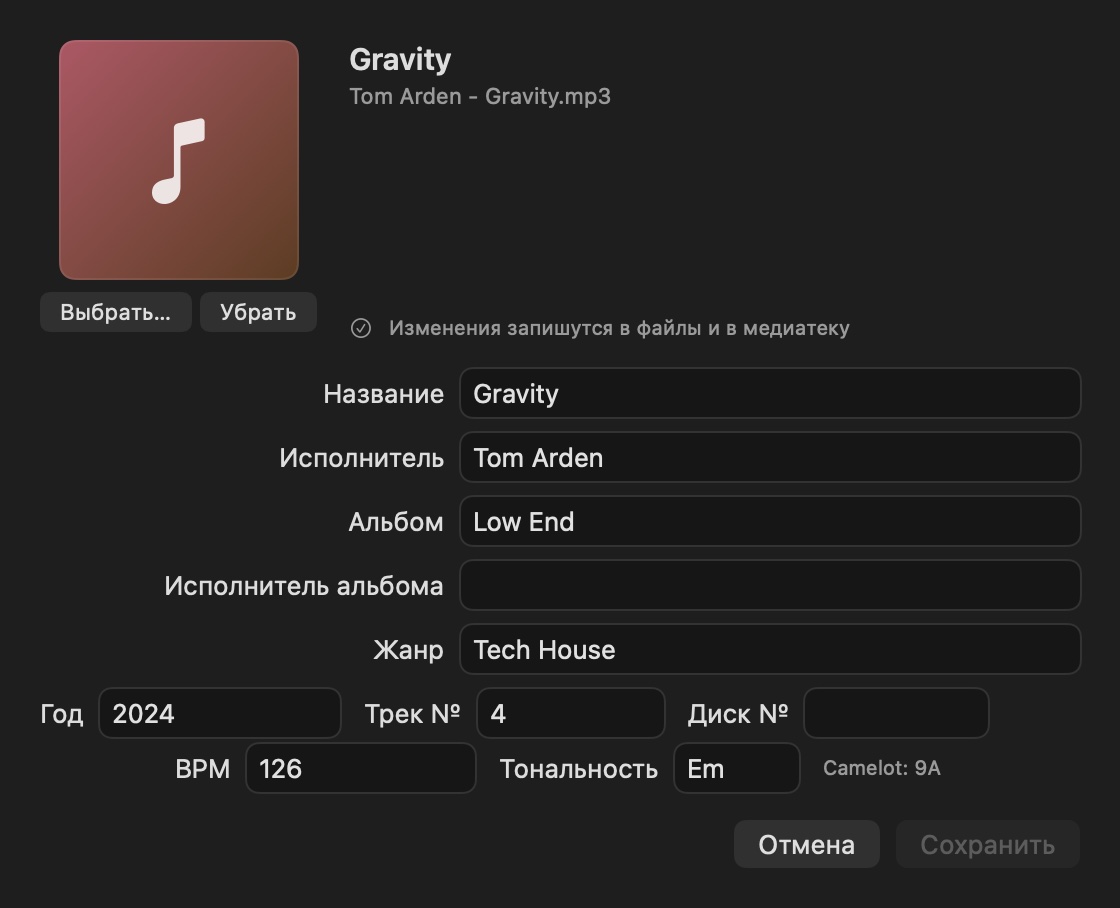 Gravity
Tom Arden - Gravity.mp3
Выбрать... Убрать
Изменения запишутся в файлы и в медиатеку
Название Gravity
Исполнитель Tom Arden
Альбом Low End
Исполнитель альбома
Жанр Tech House
Год 2024 Трек № 4 Диск №
BPM 126 Тональность Em Camelot: 9A
Отмена Сохранить